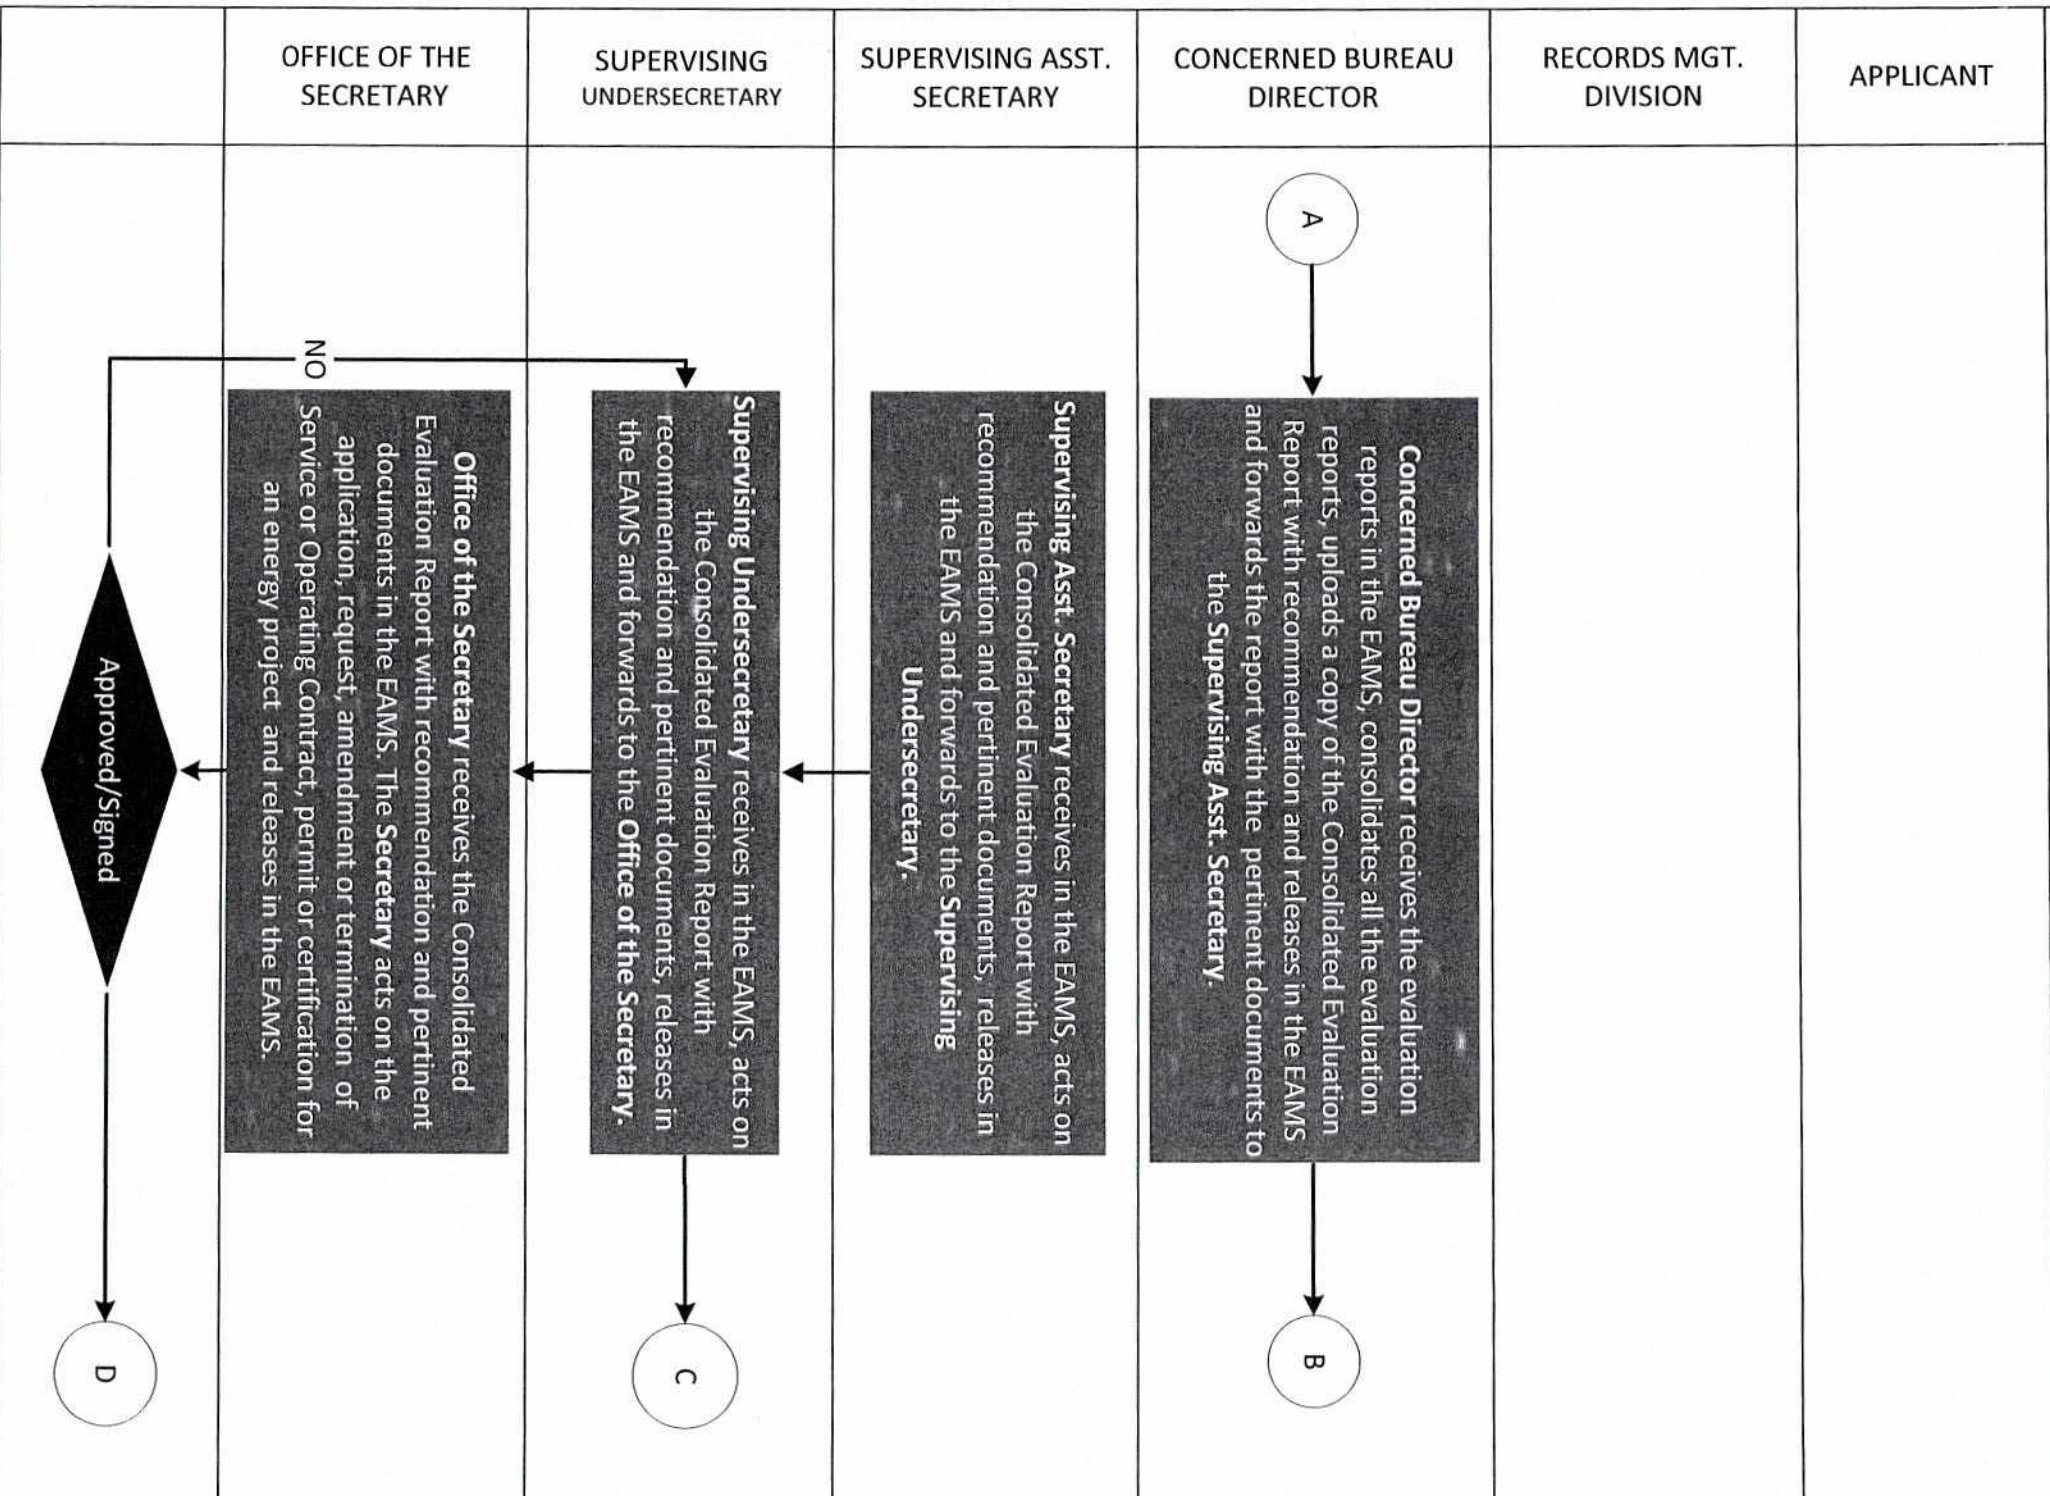 OFFICE OF THE
SECRETARY
SUPERVISING
UNDERSECRETARY
SUPERVISING ASST.
SECRETARY
CONCERNED BUREAU
DIRECTOR
RECORDS MGT.
DIVISION
APPLICANT
A
Concerned Bureau Director receives the evaluation
reports in the EAMS, consolidates all the evaluation
reports, uploads a copy of the Consolidated Evaluation
Report with recommendation and releases in the EAMS
and forwards the report with the pertinent documents to
the Supervising Asst. Secretary.
B
Supervising Asst. Secretary receives in the EAMS, acts on
the Consolidated Evaluation Report with
recommendation and pertinent documents, releases in
the EAMS and forwards to the Supervising
Undersecretary.
Supervising Undersecretary receives in the EAMS, acts on
the Consolidated Evaluation Report with
recommendation and pertinent documents, releases in
the EAMS and forwards to the Office of the Secretary.
C
NO
Office of the Secretary receives the Consolidated
Evaluation Report with recommendation and pertinent
documents in the EAMS. The Secretary acts on the
application, request, amendment or termination of
Service or Operating Contract, permit or certification for
an energy project and releases in the EAMS.
Approved/Signed
D